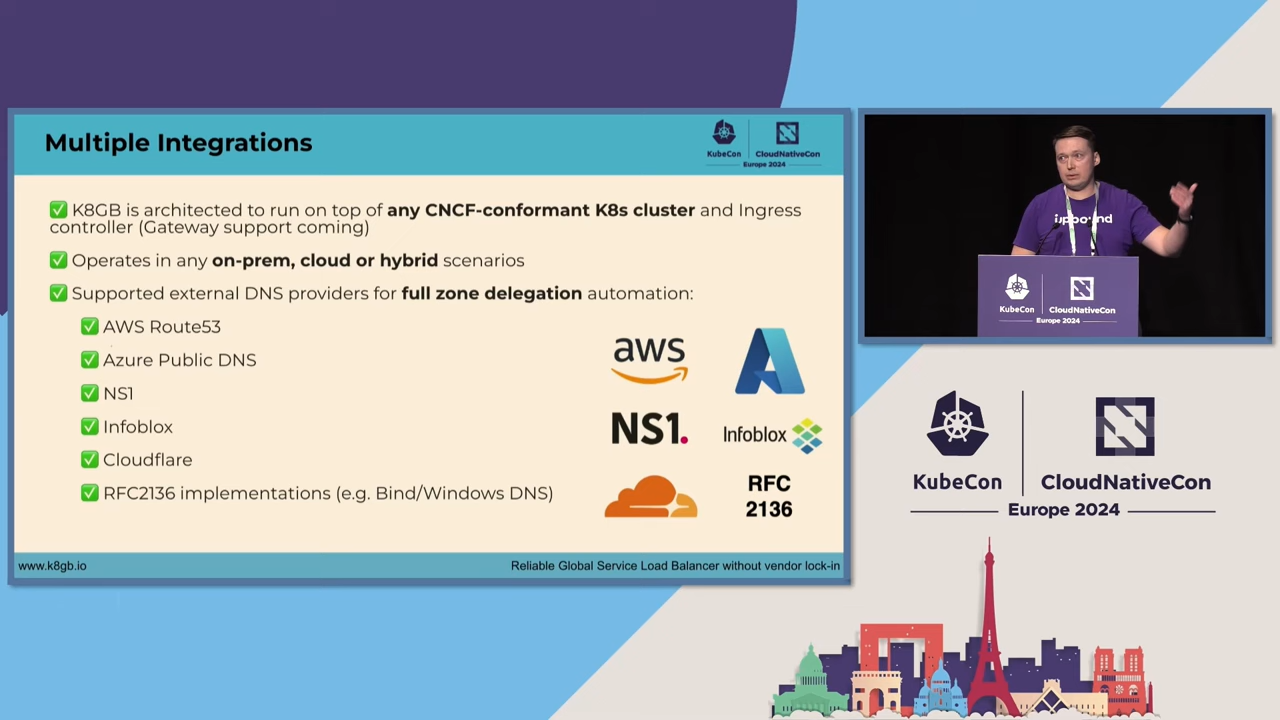 Multiple Integrations
KubeCon
CloudNativeCon
Europe 2024
✅ K8GB is architected to run on top of any CNCF-conformant K8s cluster and Ingress
controller (Gateway support coming)
✅ Operates in any on-prem, cloud or hybrid scenarios
✅ Supported external DNS providers for full zone delegation automation:
✅ AWS Route53
✅ Azure Public DNS
✅ NS1
✅ Infoblox
✅ Cloudflare
✅ RFC2136 implementations (e.g. Bind/Windows DNS)
aws
NS1.
Infoblox
RFC
2136
www.k8gb.io
Reliable Global Service Load Balancer without vendor lock-in
upbound
KubeCon
CloudNativeCon
Europe 2024
KubeCon
CloudNativeCon
Europe 2024